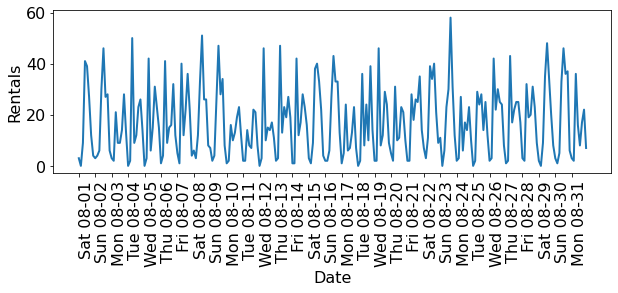 60
40
20
0
Rentals
Sat 08-01
Sun 08-02
Mon 08-03
Tue 08-04
Wed 08-05
Thu 08-06
Fri 08-07
Sat 08-08
Sun 08-09
Mon 08-10
Tue 08-11
Wed 08-12
Thu 08-13
Fri 08-14
Sat 08-15
Sun 08-16
Mon 08-17
Tue 08-18
Wed 08-19
Thu 08-20
Fri 08-21
Sat 08-22
Sun 08-23
Mon 08-24
Tue 08-25
Wed 08-26
Thu 08-27
Fri 08-28
Sat 08-29
Sun 08-30
Mon 08-31
Date